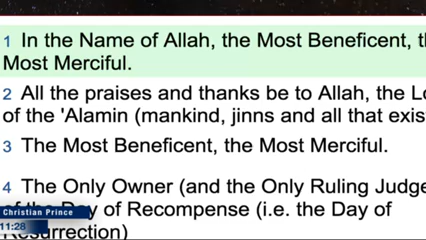 1 In the Name of Allah, the Most Beneficent, th
Most Merciful.
2 All the praises and thanks be to Allah, the Lo
of the 'Alamin (mankind, jinns and all that exis
3 The Most Beneficent, the Most Merciful.
4 The Only Owner (and the Only Ruling Judge
of the Day of Recompense (i.e. the Day of
Christian Prince
Resurrection)
11:28